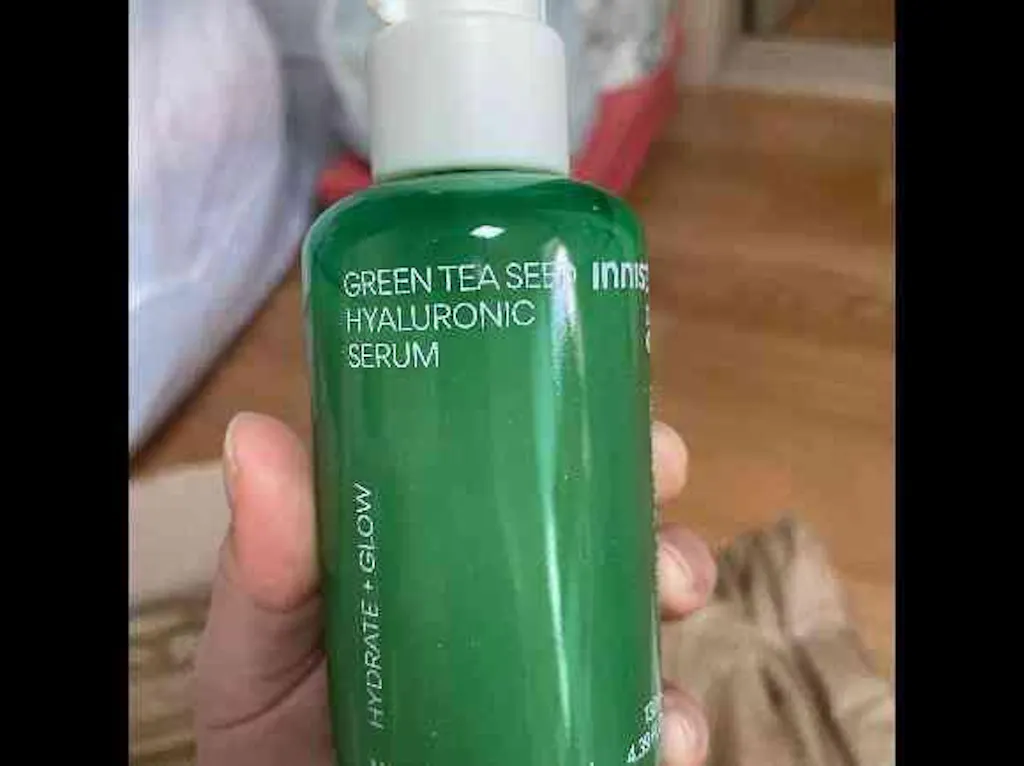 GREEN TEA SEED
HYALURONIC
SERUM
HYDRATE + GLOW